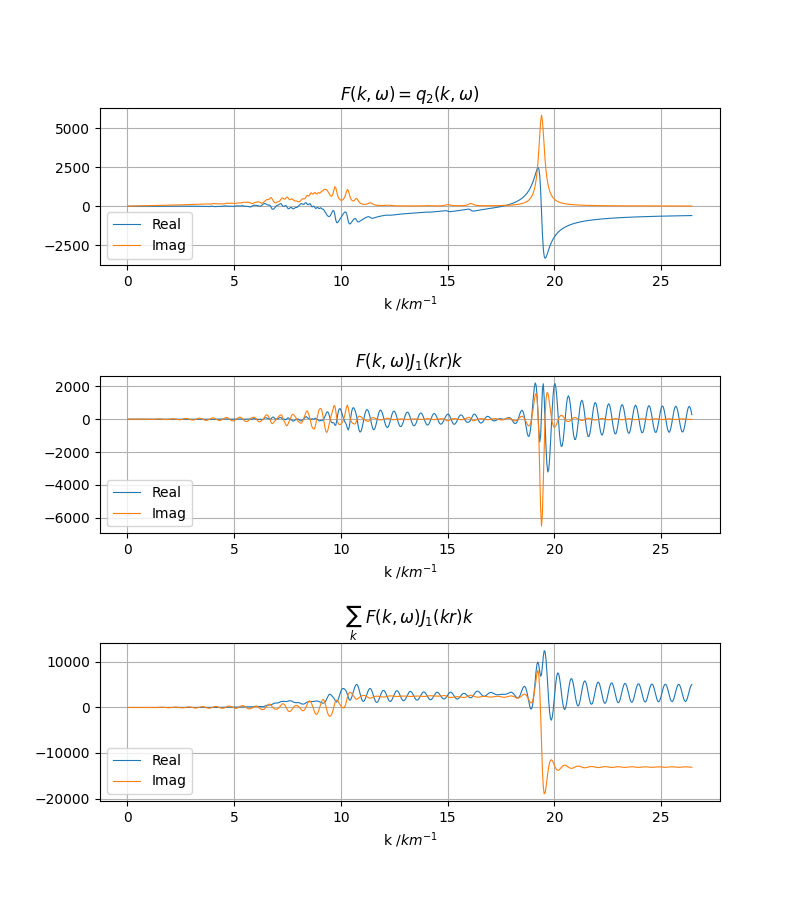 F(k, ω) = q₂(k, ω)
5000
2500
0
−2500
Real
Imag
0 5 10 15 20 25
k /km⁻¹
F(k, ω)J₁(kr)k
2000
0
−2000
−4000
−6000
Real
Imag
0 5 10 15 20 25
k /km⁻¹
∑ F(k, ω)J₁(kr)k
k
10000
0
−10000
−20000
Real
Imag
0 5 10 15 20 25
k /km⁻¹